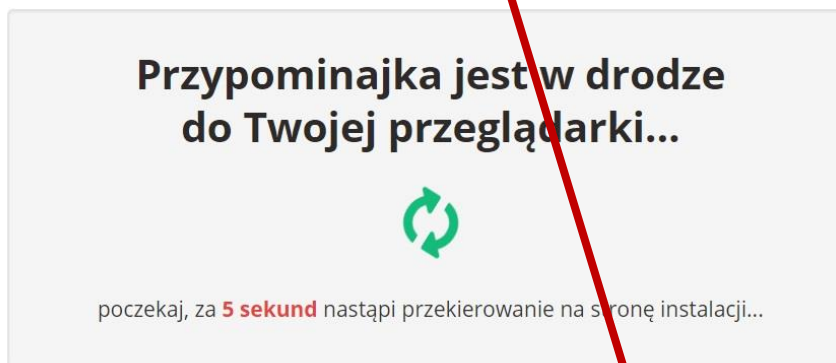 Przypominajka jest w drodze
do Twojej przeglądarki...
poczekaj, za 5 sekund nastąpi przekierowanie na stronę instalacji...